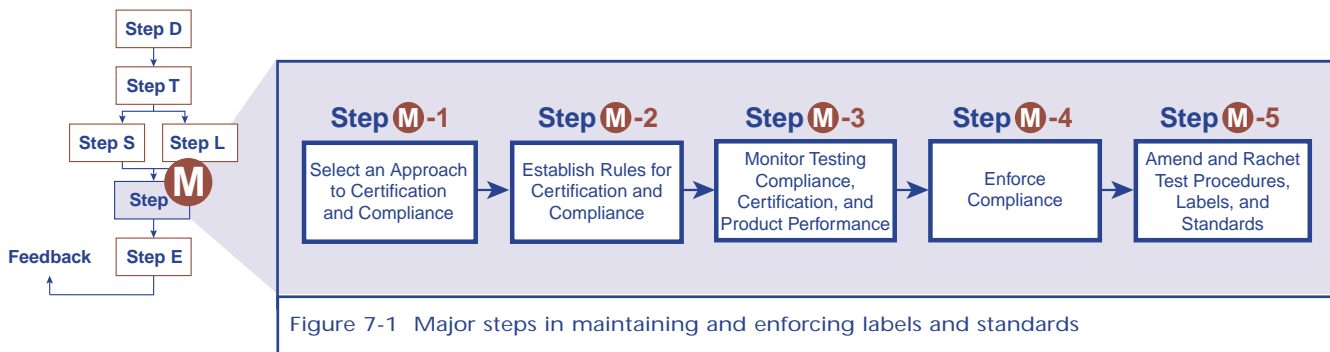 Step D
Step T
Step S
Step L
Step M
Step E
Feedback
Step M-1
Select an Approach
to Certification
and Compliance
Step M-2
Establish Rules for
Certification and
Compliance
Step M-3
Monitor Testing
Compliance,
Certification, and
Product Performance
Step M-4
Enforce
Compliance
Step M-5
Amend and Rachet
Test Procedures,
Labels, and
Standards
Figure 7-1 Major steps in maintaining and enforcing labels and standards